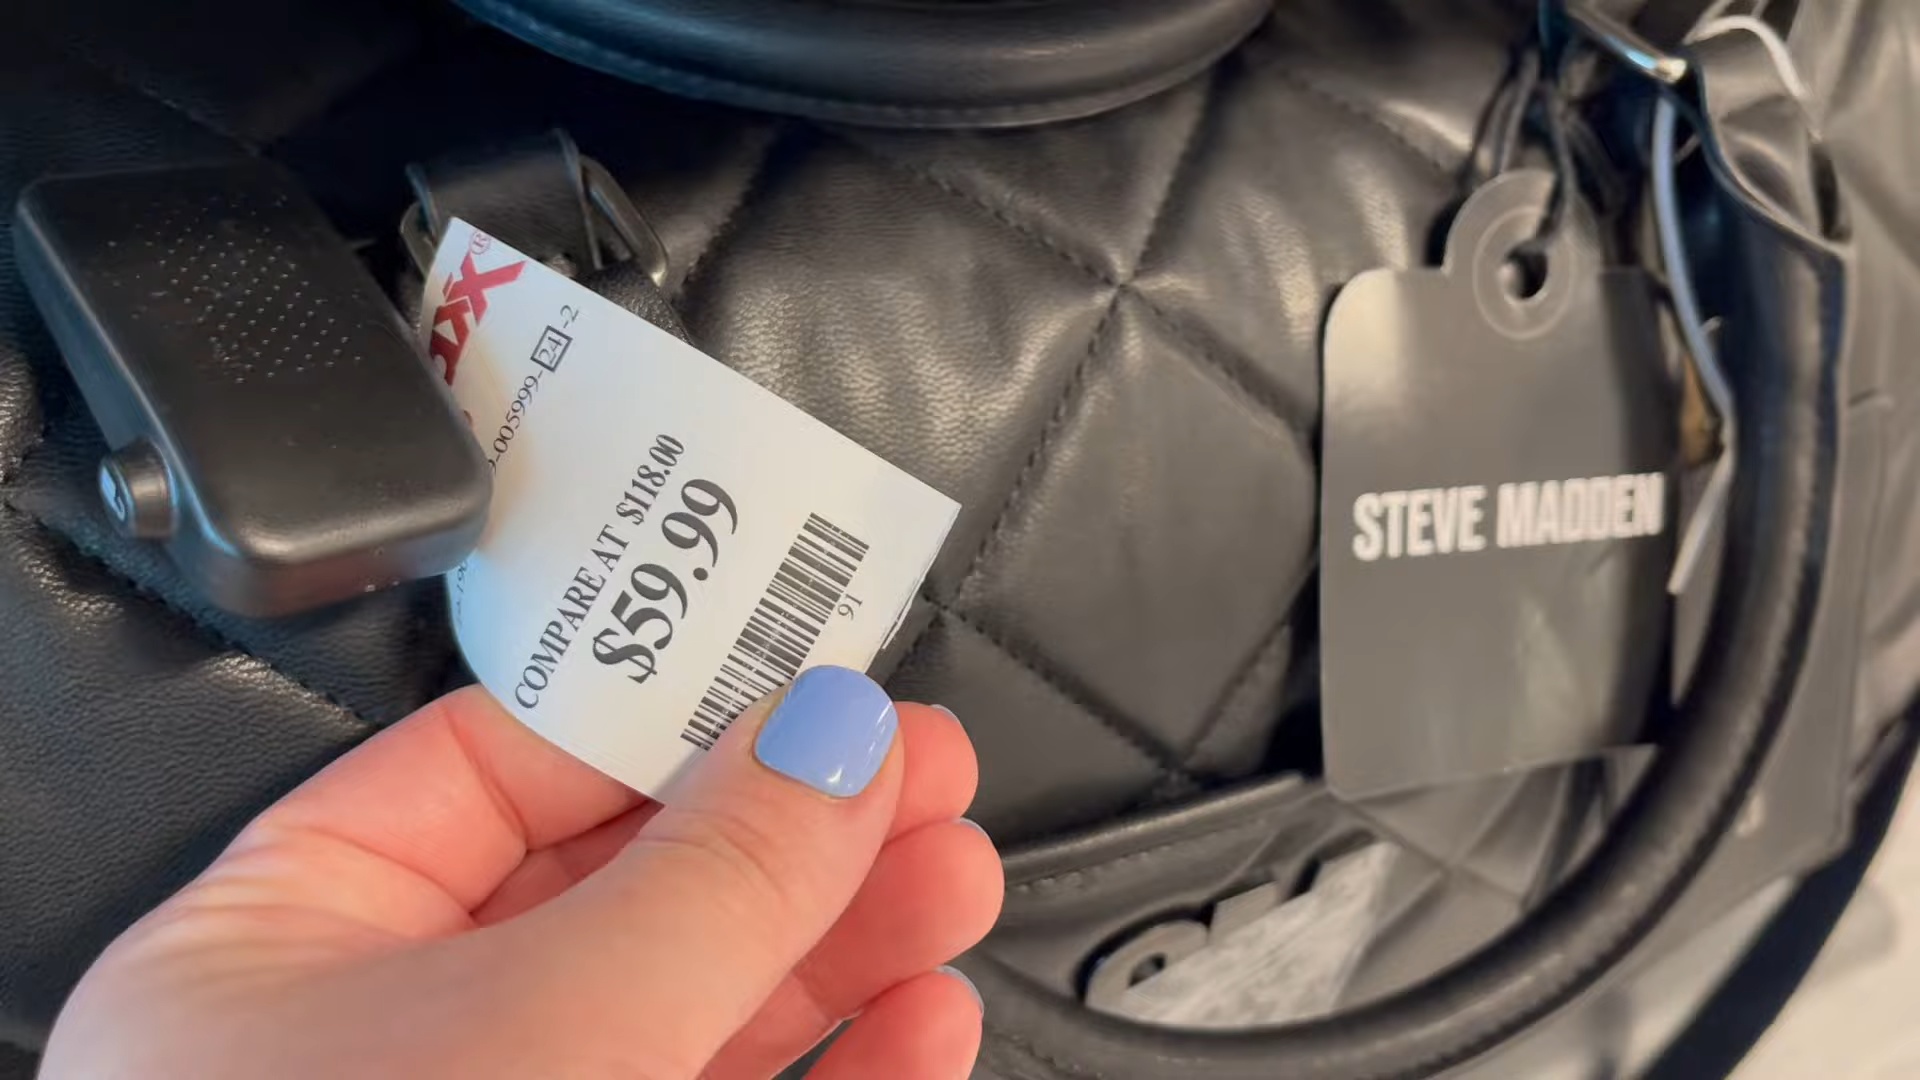 -005999-24-2
COMPARE AT $118.00
$59.99
91
STEVE MADDEN